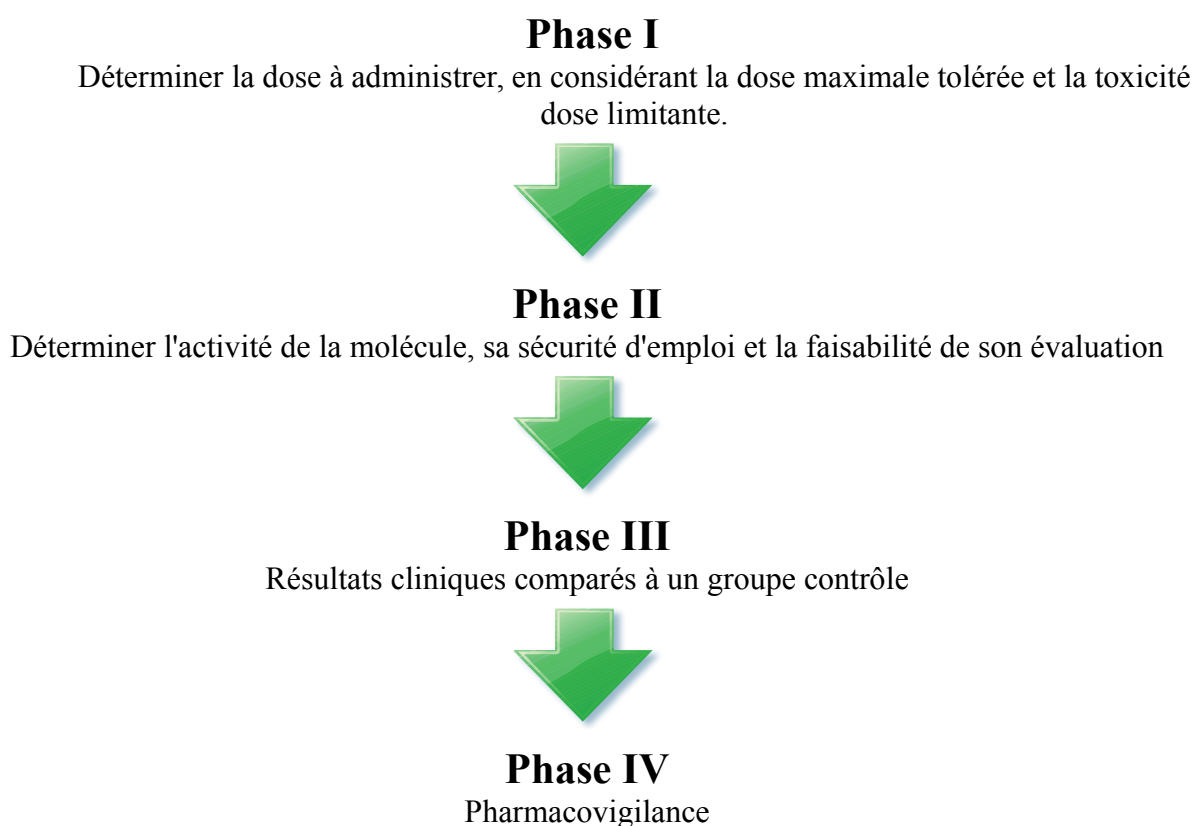 Phase I
Déterminer la dose à administrer, en considérant la dose maximale tolérée et la toxicité
dose limitante.
Phase II
Déterminer l'activité de la molécule, sa sécurité d'emploi et la faisabilité de son évaluation
Phase III
Résultats cliniques comparés à un groupe contrôle
Phase IV
Pharmacovigilance